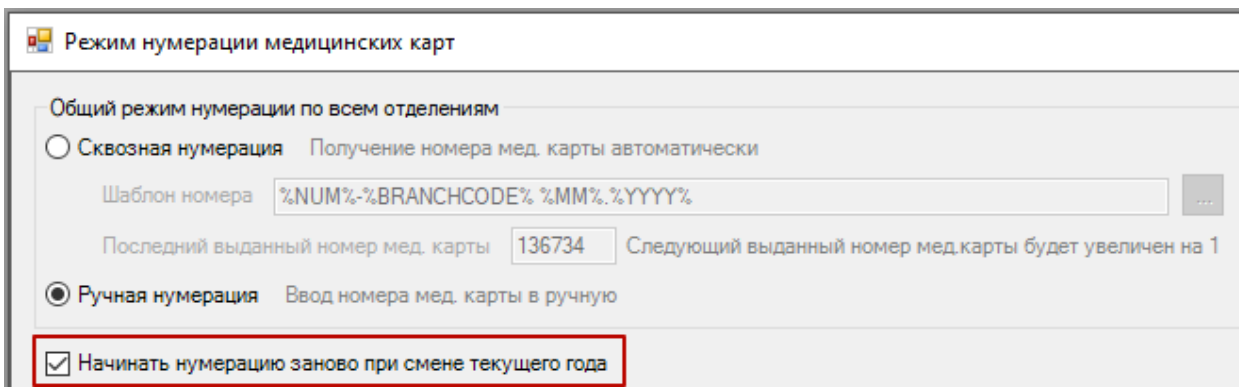 Режим нумерации медицинских карт
Общий режим нумерации по всем отделениям
Сквозная нумерация Получение номера мед. карты автоматически
Шаблон номера %NUM%-%BRANCHCODE% %MM%.%YYYY% ...
Последний выданный номер мед. карты 136734 Следующий выданный номер мед.карты будет увеличен на 1
Ручная нумерация Ввод номера мед. карты в ручную
Начинать нумерацию заново при смене текущего года